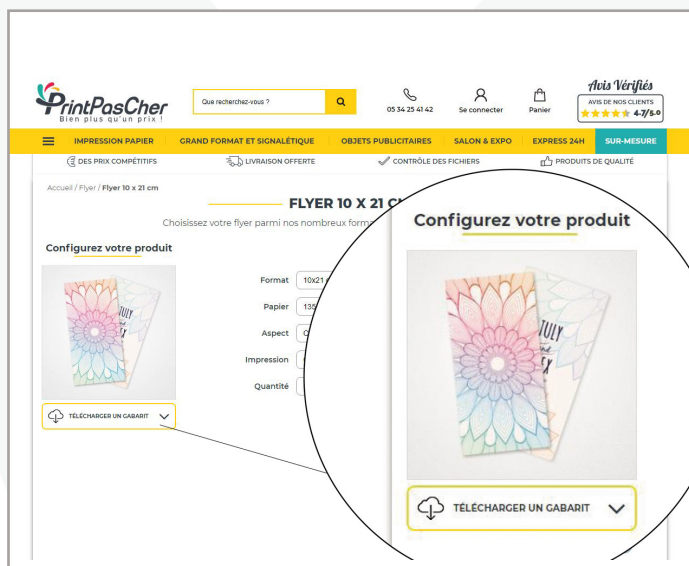 PrintPasCher
Bien plus qu'un prix !
Que recherchez-vous ?
05 34 25 41 42
Se connecter
Panier
Avis Vérifiés
AVIS DE NOS CLIENTS
4.7/5.0
IMPRESSION PAPIER
GRAND FORMAT ET SIGNALÉTIQUE
OBJETS PUBLICITAIRES
SALON & EXPO
EXPRESS 24H
SUR-MESURE
DES PRIX COMPÉTITIFS
LIVRAISON OFFERTE
CONTRÔLE DES FICHIERS
PRODUITS DE QUALITÉ
Accueil / Flyer / Flyer 10 x 21 cm
FLYER 10 X 21
Choisissez votre flyer parmi nos nombreux
Configurez votre produit
Format
10x21
Papier
135
Aspect
Impression
Quantité
TÉLÉCHARGER UN GABARIT
Configurez votre produit
TULY
and
TÉLÉCHARGER UN GABARIT